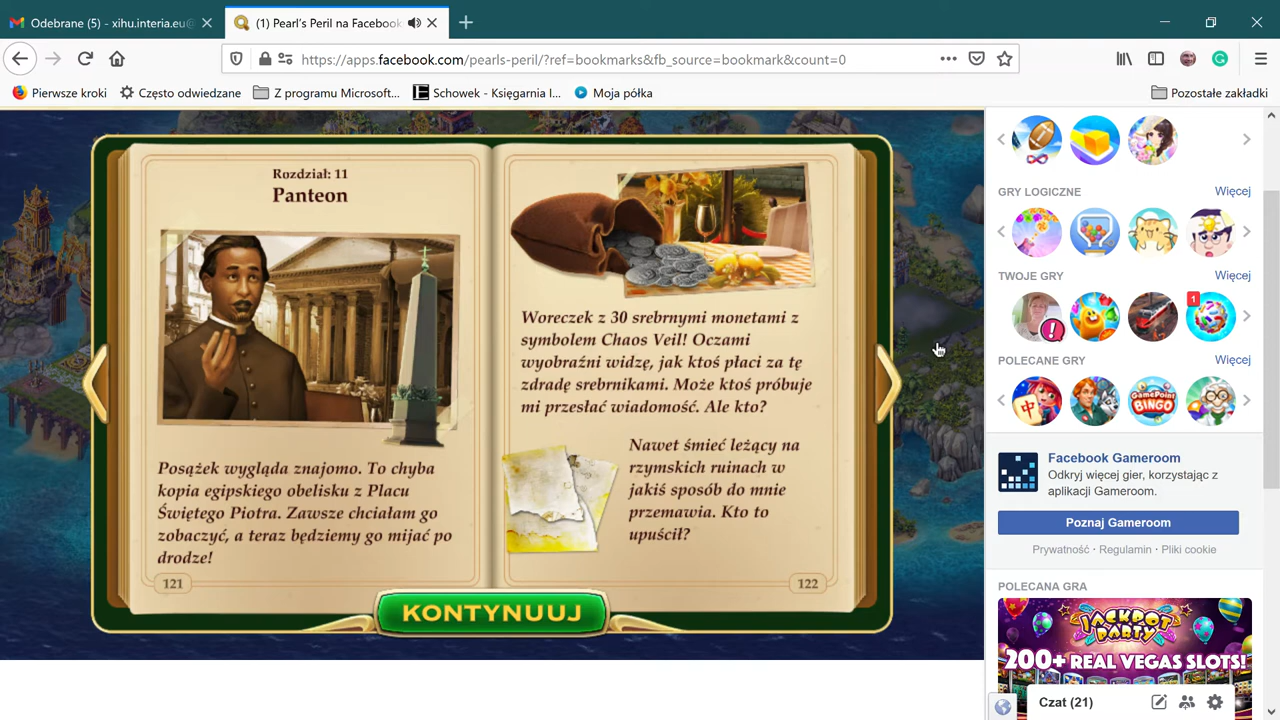 Odebrane (5) - xihu.interia.eu@
(1) Pearl's Peril na Facebook
https://apps.facebook.com/pearls-peril/?ref=bookmarks&fb_source=bookmark&count=0
Pierwsze kroki
Często odwiedzane
Z programu Microsoft...
Schowek - Księgarnia I...
Moja półka
Pozostałe zakładki
Rozdział: 11
Panteon
Posążek wygląda znajomo. To chyba
kopia egipskiego obelisku z Placu
Świętego Piotra. Zawsze chciałam go
zobaczyć, a teraz będziemy go mijać po
drodze!
121
Woreczek z 30 srebrnymi monetami z
symbolem Chaos Veil! Oczami
wyobraźni widzę, jak ktoś płaci za tę
zdradę srebrnikami. Może ktoś próbuje
mi przesłać wiadomość. Ale kto?
Nawet śmieć leżący na
rzymskich ruinach w
jakiś sposób do mnie
przemawia. Kto to
upuścił?
122
KONTYNUUJ
GRY LOGICZNE
Więcej
TWOJE GRY
Więcej
1
POLECANE GRY
Więcej
GamePoint
BINGO
Facebook Gameroom
Odkryj więcej gier, korzystając z
aplikacji Gameroom.
Poznaj Gameroom
Prywatność · Regulamin · Pliki cookie
POLECANA GRA
JACKPOT
PARTY
200+ REAL VEGAS SLOTS!
Czat (21)